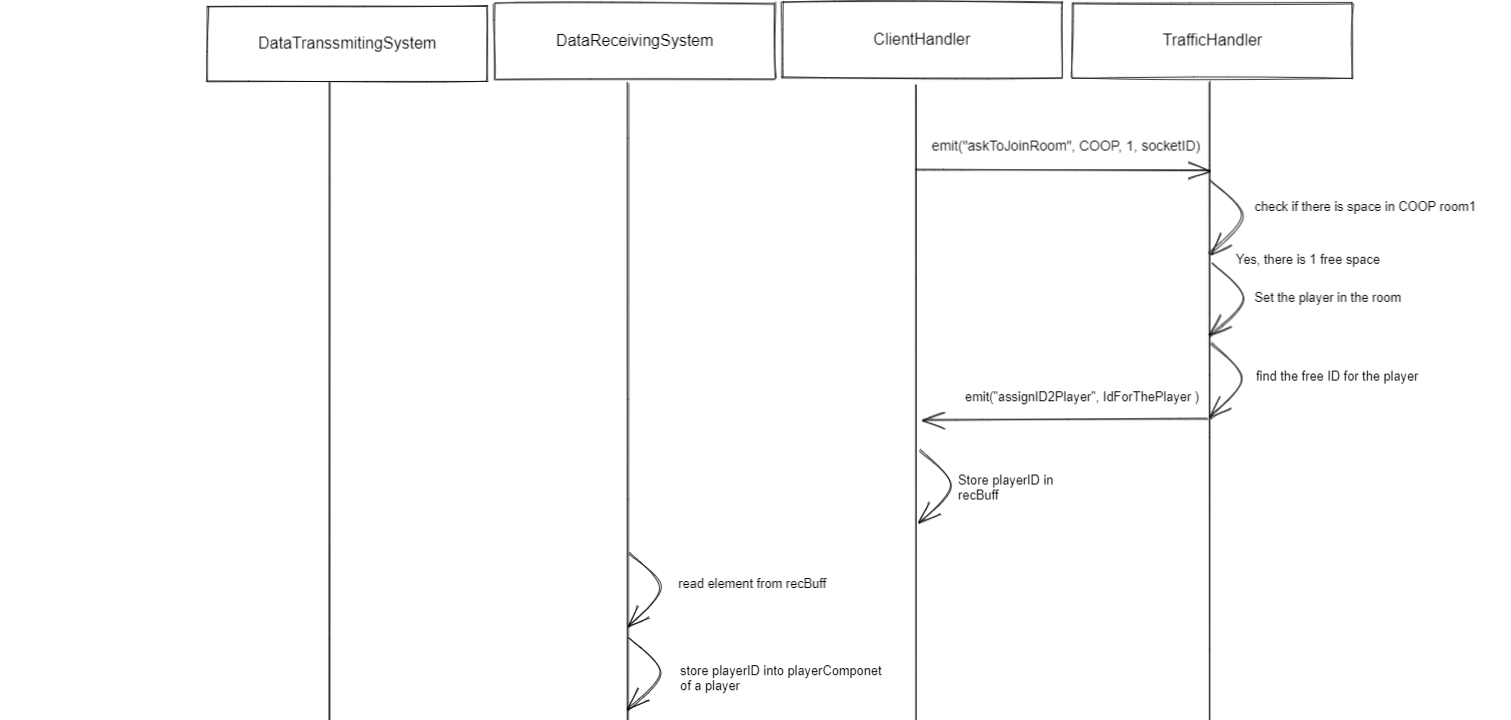 DataTranssmitingSystem
DataReceivingSystem
ClientHandler
TrafficHandler
emit("askToJoinRoom", COOP, 1, socketID)
check if there is space in COOP room1
Yes, there is 1 free space
Set the player in the room
find the free ID for the player
emit("assignID2Player", IdForThePlayer )
Store playerID in
recBuff
read element from recBuff
store playerID into playerComponet
of a player